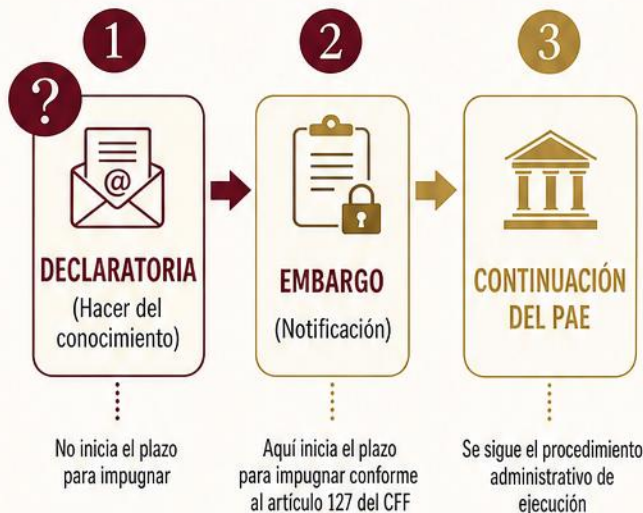 1
2
3
?
@
DECLARATORIA
(Hacer del
conocimiento)
No inicia el plazo
para impugnar
EMBARGO
(Notificación)
Aquí inicia el plazo
para impugnar conforme
al artículo 127 del CFF
CONTINUACIÓN
DEL PAE
Se sigue el procedimiento
administrativo de
ejecución